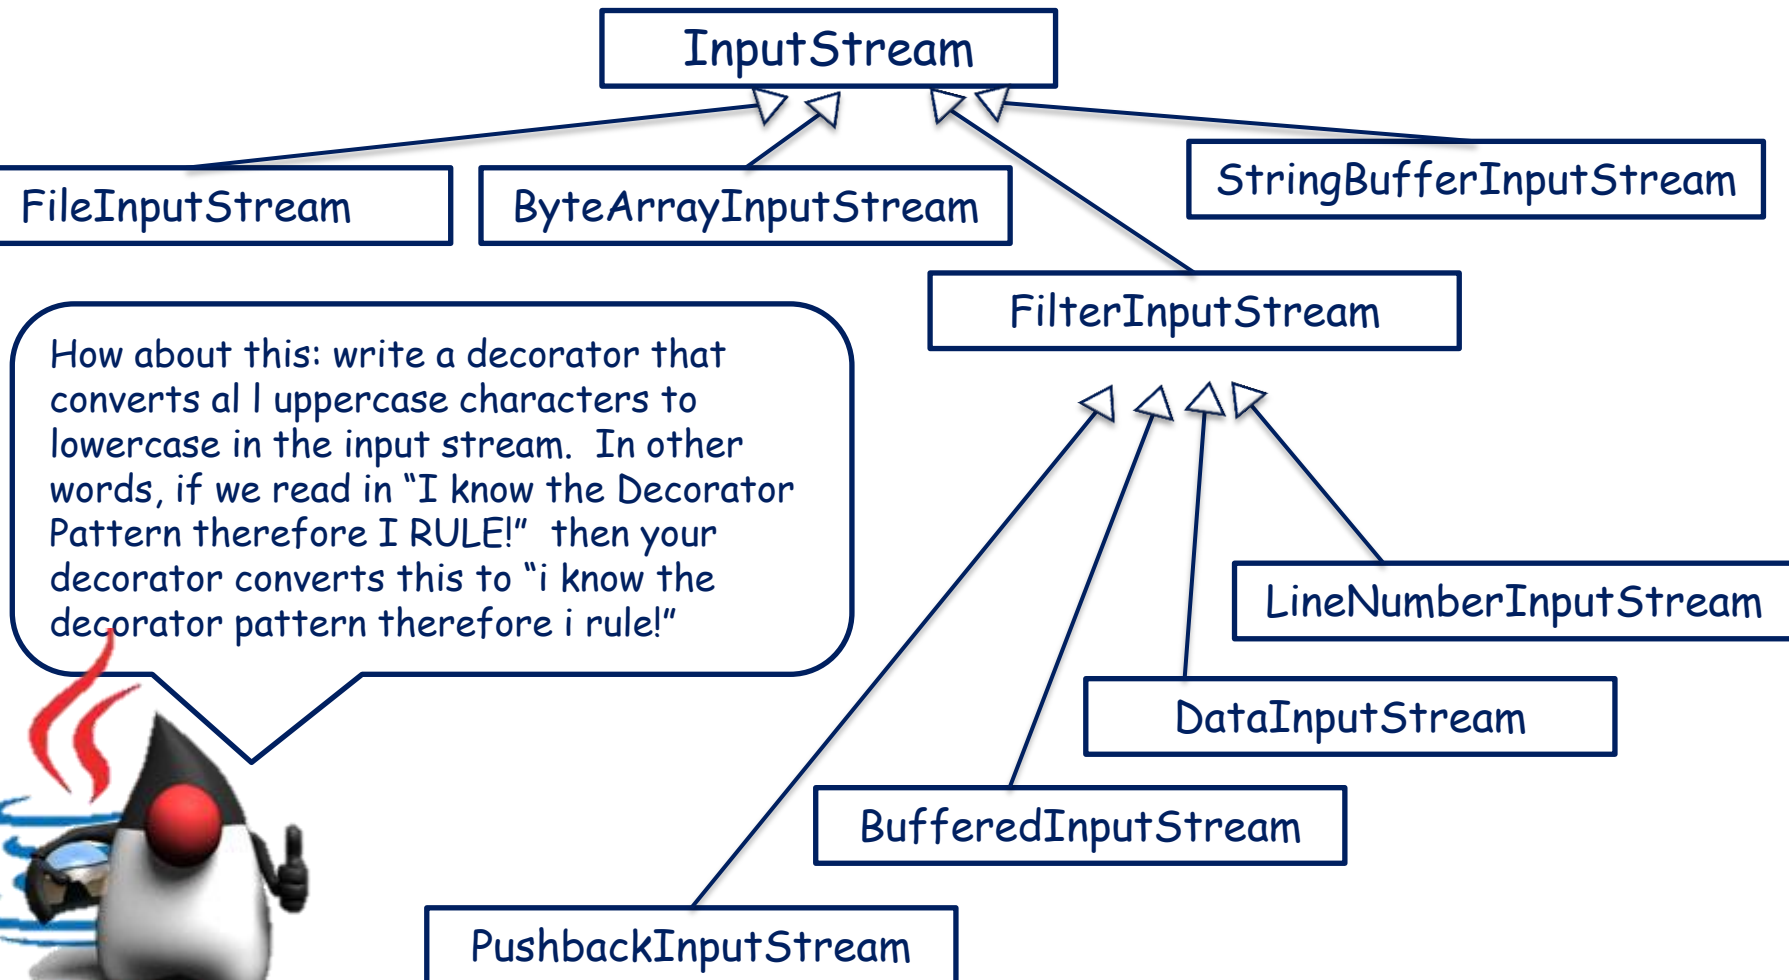 InputStream
FileInputStream
ByteArrayInputStream
StringBufferInputStream
FilterInputStream
How about this: write a decorator that
converts al l uppercase characters to
lowercase in the input stream.  In other
words, if we read in “I know the Decorator
Pattern therefore I RULE!”  then your
decorator converts this to “i know the
decorator pattern therefore i rule!”
LineNumberInputStream
DataInputStream
BufferedInputStream
PushbackInputStream